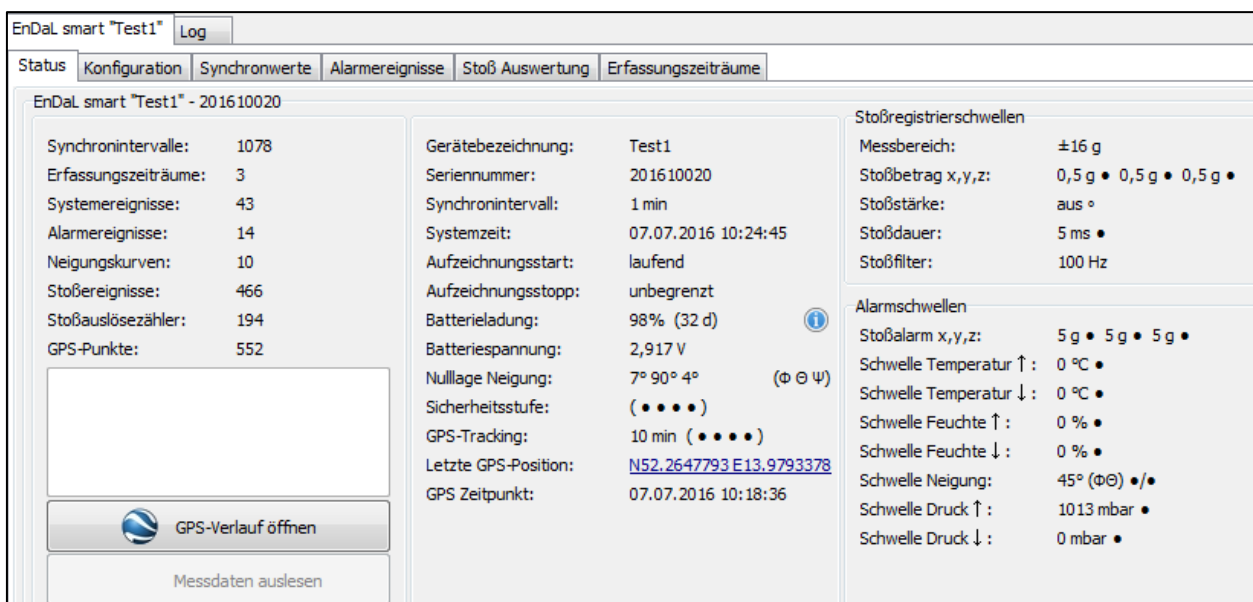 EnDaL smart "Test1" Log
Status Konfiguration Synchronwerte Alarmereignisse Stoß Auswertung Erfassungszeiträume
EnDaL smart "Test1" - 201610020
Synchronintervalle: 1078
Erfassungszeiträume: 3
Systemereignisse: 43
Alarmereignisse: 14
Neigungskurven: 10
Stoßereignisse: 466
Stoßauslösezähler: 194
GPS-Punkte: 552
GPS-Verlauf öffnen
Messdaten auslesen
Gerätebezeichnung: Test1
Seriennummer: 201610020
Synchronintervall: 1 min
Systemzeit: 07.07.2016 10:24:45
Aufzeichnungsstart: laufend
Aufzeichnungsstopp: unbegrenzt
Batterieladung: 98% (32 d)
Batteriespannung: 2,917 V
Nulllage Neigung: 7° 90° 4° (Φ Θ Ψ)
Sicherheitsstufe: ( ● ● ● ● )
GPS-Tracking: 10 min ( ● ● ● ● )
Letzte GPS-Position: N52.2647793 E13.9793378
GPS Zeitpunkt: 07.07.2016 10:18:36
Stoßregistrierschwellen
Messbereich: ±16 g
Stoßbetrag x,y,z: 0,5 g ● 0,5 g ● 0,5 g ●
Stoßstärke: aus ∘
Stoßdauer: 5 ms ●
Stoßfilter: 100 Hz
Alarmschwellen
Stoßalarm x,y,z: 5 g ● 5 g ● 5 g ●
Schwelle Temperatur ↑ : 0 °C ●
Schwelle Temperatur ↓ : 0 °C ●
Schwelle Feuchte ↑ : 0 % ●
Schwelle Feuchte ↓ : 0 % ●
Schwelle Neigung: 45° (ΦΘ) ●/●
Schwelle Druck ↑ : 1013 mbar ●
Schwelle Druck ↓ : 0 mbar ●